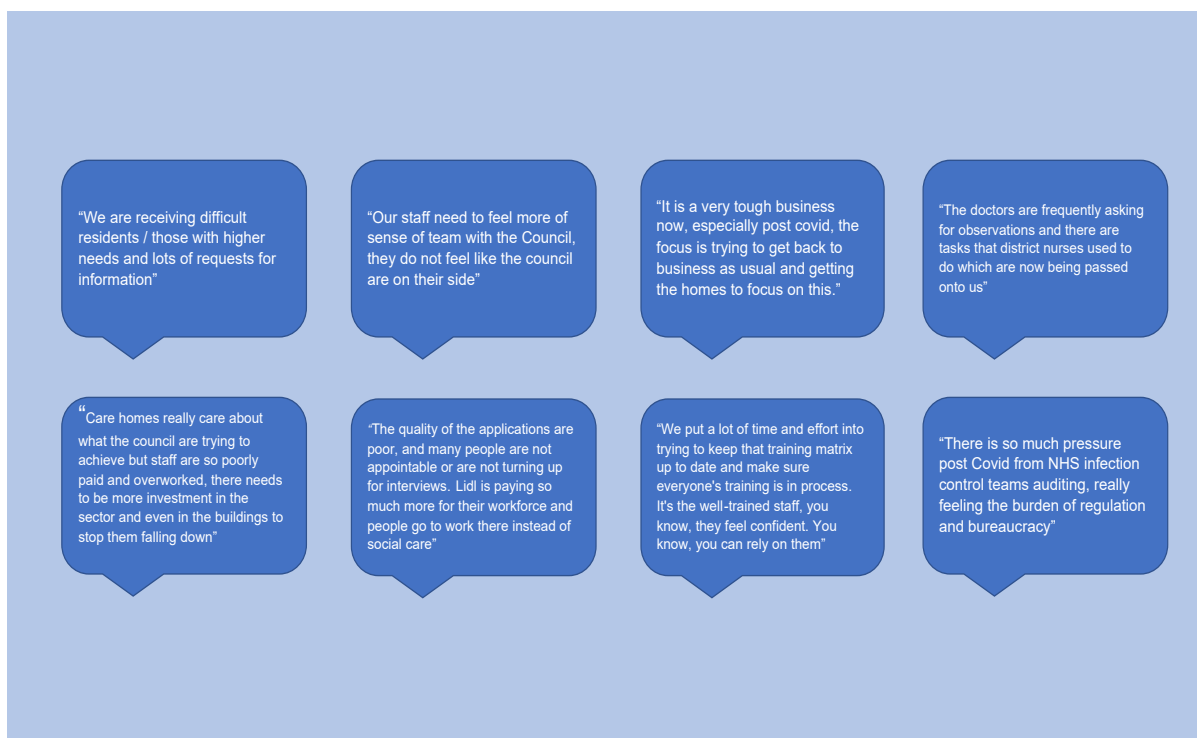 “We are receiving difficult
residents / those with higher
needs and lots of requests for
information”
“Our staff need to feel more of
sense of team with the Council,
they do not feel like the council
are on their side”
“It is a very tough business
now, especially post covid, the
focus is trying to get back to
business as usual and getting
the homes to focus on this.”
“The doctors are frequently asking
for observations and there are
tasks that district nurses used to
do which are now being passed
onto us”
“Care homes really care about
what the council are trying to
achieve but staff are so poorly
paid and overworked, there needs
to be more investment in the
sector and even in the buildings to
stop them falling down”
“The quality of the applications are
poor, and many people are not
appointable or are not turning up
for interviews. Lidl is paying so
much more for their workforce and
people go to work there instead of
social care”
“We put a lot of time and effort into
trying to keep that training matrix
up to date and make sure
everyone's training is in process.
It's the well-trained staff, you
know, they feel confident. You
know, you can rely on them”
“There is so much pressure
post Covid from NHS infection
control teams auditing, really
feeling the burden of regulation
and bureaucracy”